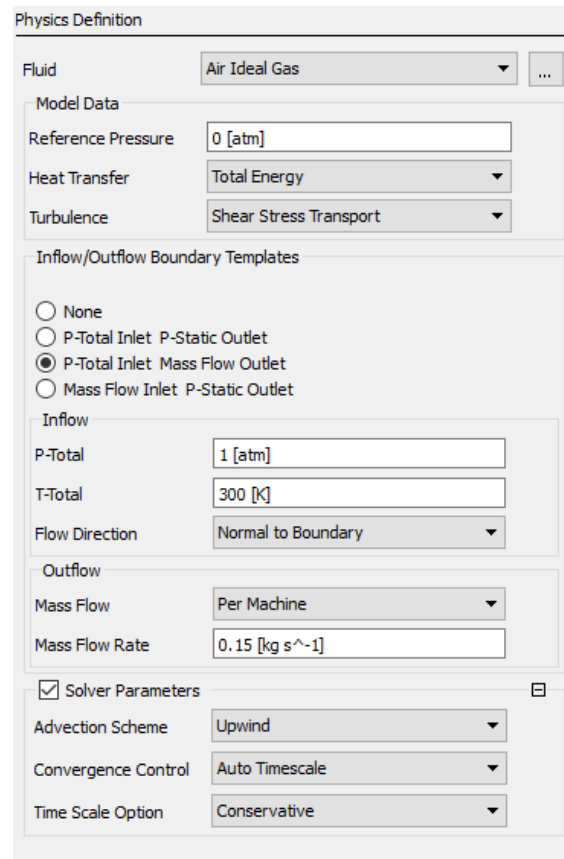 Physics Definition
Fluid Air Ideal Gas ...
Model Data
Reference Pressure 0 [atm]
Heat Transfer Total Energy
Turbulence Shear Stress Transport
Inflow/Outflow Boundary Templates
None
P-Total Inlet P-Static Outlet
P-Total Inlet Mass Flow Outlet
Mass Flow Inlet P-Static Outlet
Inflow
P-Total 1 [atm]
T-Total 300 [K]
Flow Direction Normal to Boundary
Outflow
Mass Flow Per Machine
Mass Flow Rate 0.15 [kg s^-1]
Solver Parameters
Advection Scheme Upwind
Convergence Control Auto Timescale
Time Scale Option Conservative